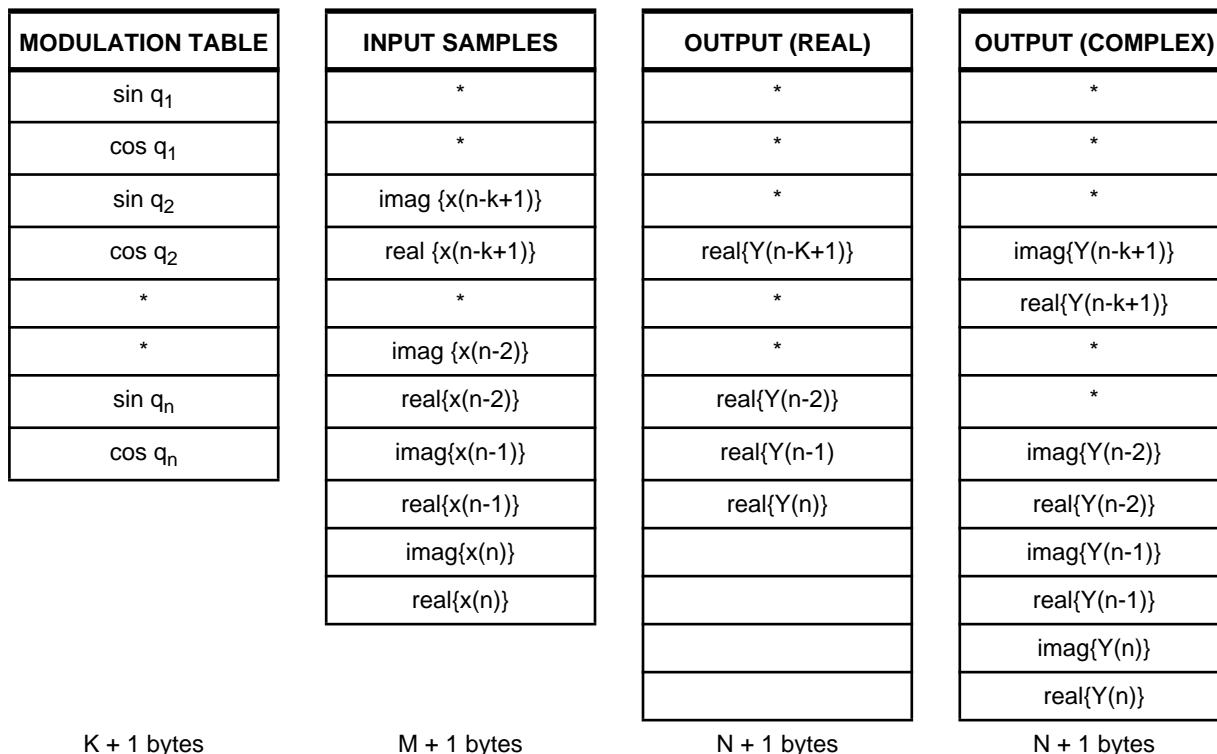 MODULATION TABLE
sin q1
cos q1
sin q2
cos q2
*
*
sin qn
cos qn
K + 1 bytes
INPUT SAMPLES
*
*
imag {x(n-k+1)}
real {x(n-k+1)}
*
imag {x(n-2)}
real{x(n-2)}
imag{x(n-1)}
real{x(n-1)}
imag{x(n)}
real{x(n)}
M + 1 bytes
OUTPUT (REAL)
*
*
*
real{Y(n-K+1)}
*
*
real{Y(n-2)}
real{Y(n-1)
real{Y(n)}
N + 1 bytes
OUTPUT (COMPLEX)
*
*
*
imag{Y(n-k+1)}
real{Y(n-k+1)}
*
*
imag{Y(n-2)}
real{Y(n-2)}
imag{Y(n-1)}
real{Y(n-1)}
imag{Y(n)}
real{Y(n)}
N + 1 bytes